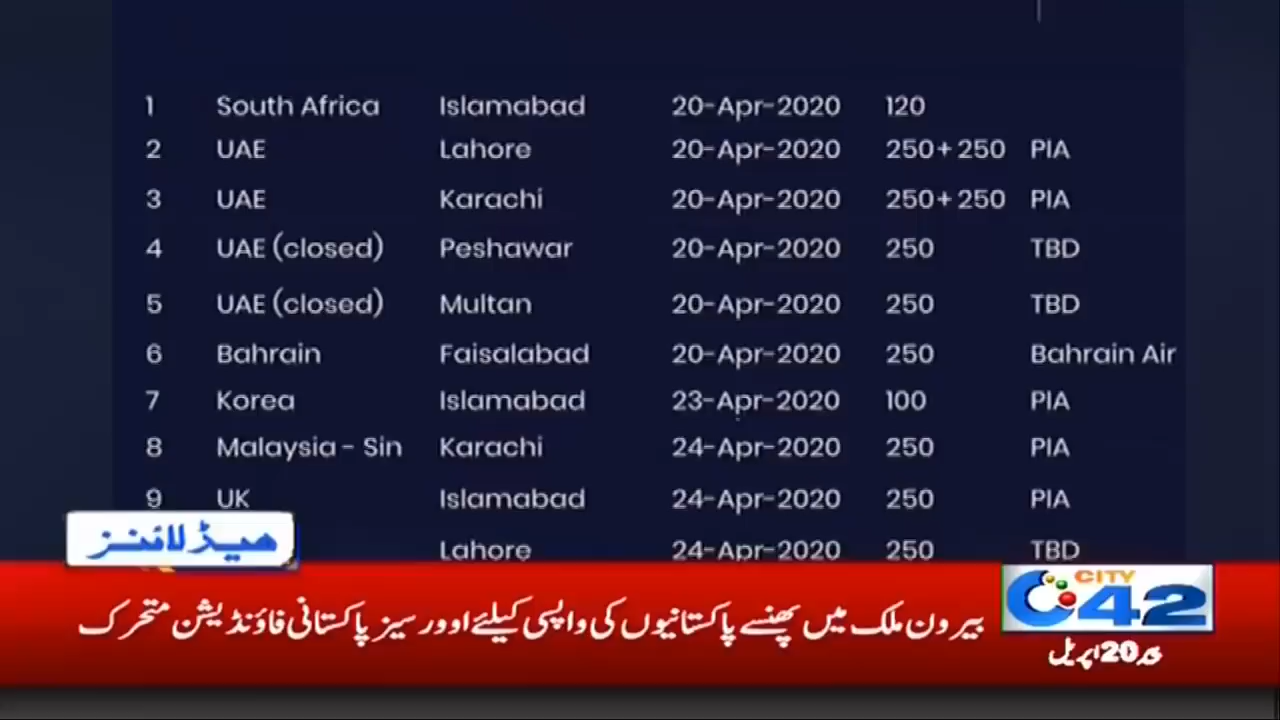 1 South Africa Islamabad 20-Apr-2020 120
2 UAE Lahore 20-Apr-2020 250+250 PIA
3 UAE Karachi 20-Apr-2020 250+250 PIA
4 UAE (closed) Peshawar 20-Apr-2020 250 TBD
5 UAE (closed) Multan 20-Apr-2020 250 TBD
6 Bahrain Faisalabad 20-Apr-2020 250 Bahrain Air
7 Korea Islamabad 23-Apr-2020 100 PIA
8 Malaysia - Sin Karachi 24-Apr-2020 250 PIA
9 UK Islamabad 24-Apr-2020 250 PIA
Lahore 24-Apr-2020 250 TBD
ہیڈ لائنز
CITY
42
بیرون ملک میں پھنسے پاکستانیوں کی واپسی کیلئے اوورسیز پاکستانی فاؤنڈیشن متحرک
20 اپریل